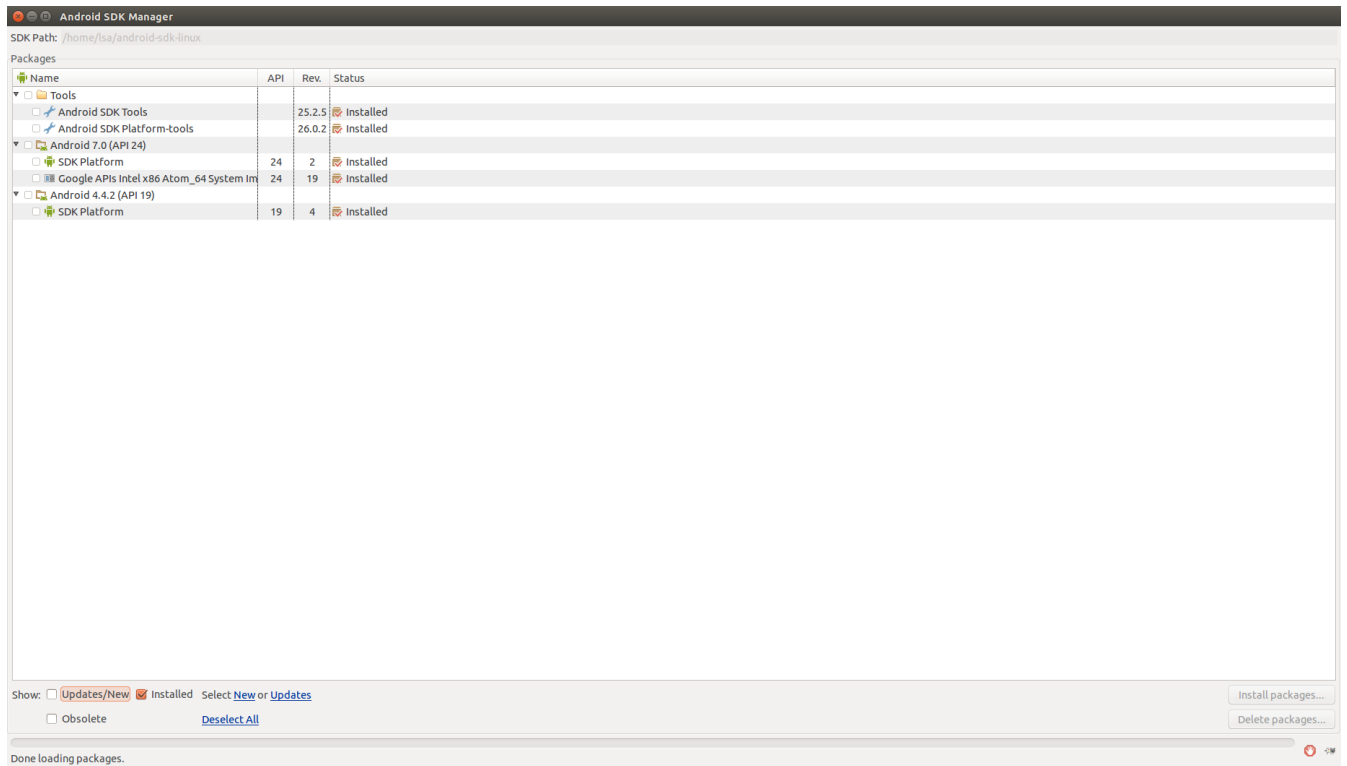 Android SDK Manager
SDK Path: /home/lsa/android-sdk-linux
Packages
Name API Rev. Status
Tools
Android SDK Tools 25.2.5 Installed
Android SDK Platform-tools 26.0.2 Installed
Android 7.0 (API 24)
SDK Platform 24 2 Installed
Google APIs Intel x86 Atom_64 System Im 24 19 Installed
Android 4.4.2 (API 19)
SDK Platform 19 4 Installed
Show: Updates/New Installed Select New or Updates Install packages...
Obsolete Deselect All Delete packages...
Done loading packages.